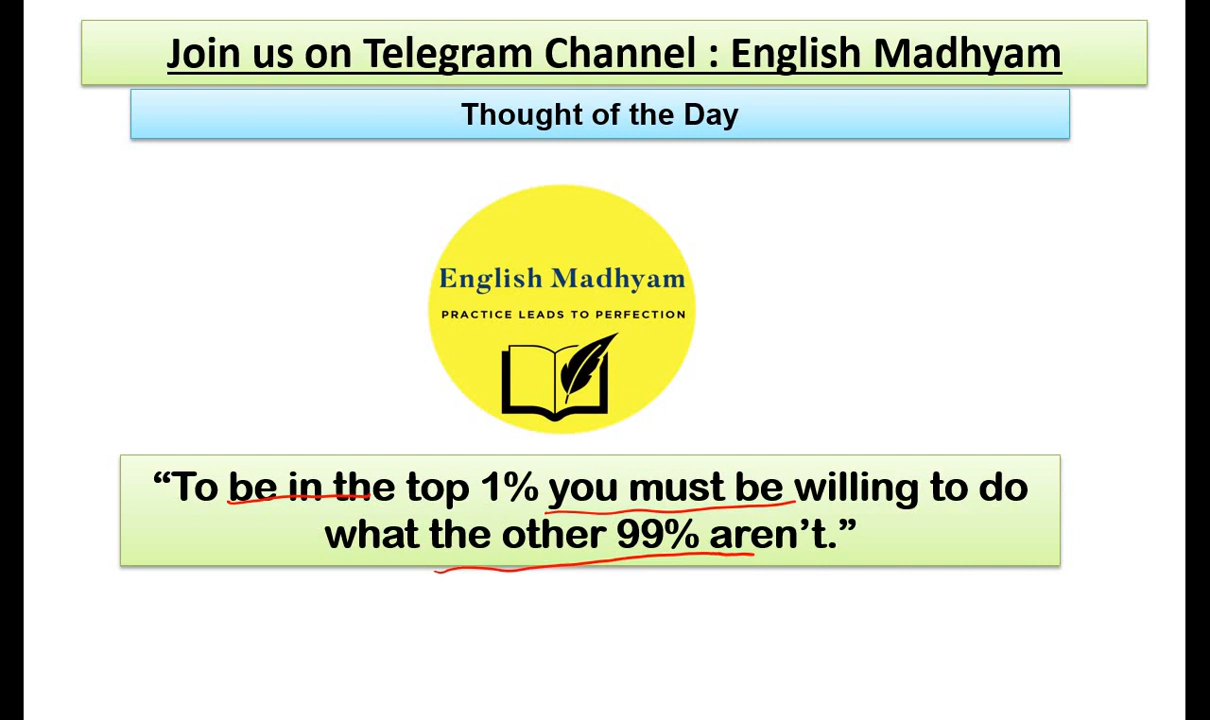 Join us on Telegram Channel : English Madhyam
Thought of the Day
English Madhyam
PRACTICE LEADS TO PERFECTION
“To be in the top 1% you must be willing to do
what the other 99% aren’t.”